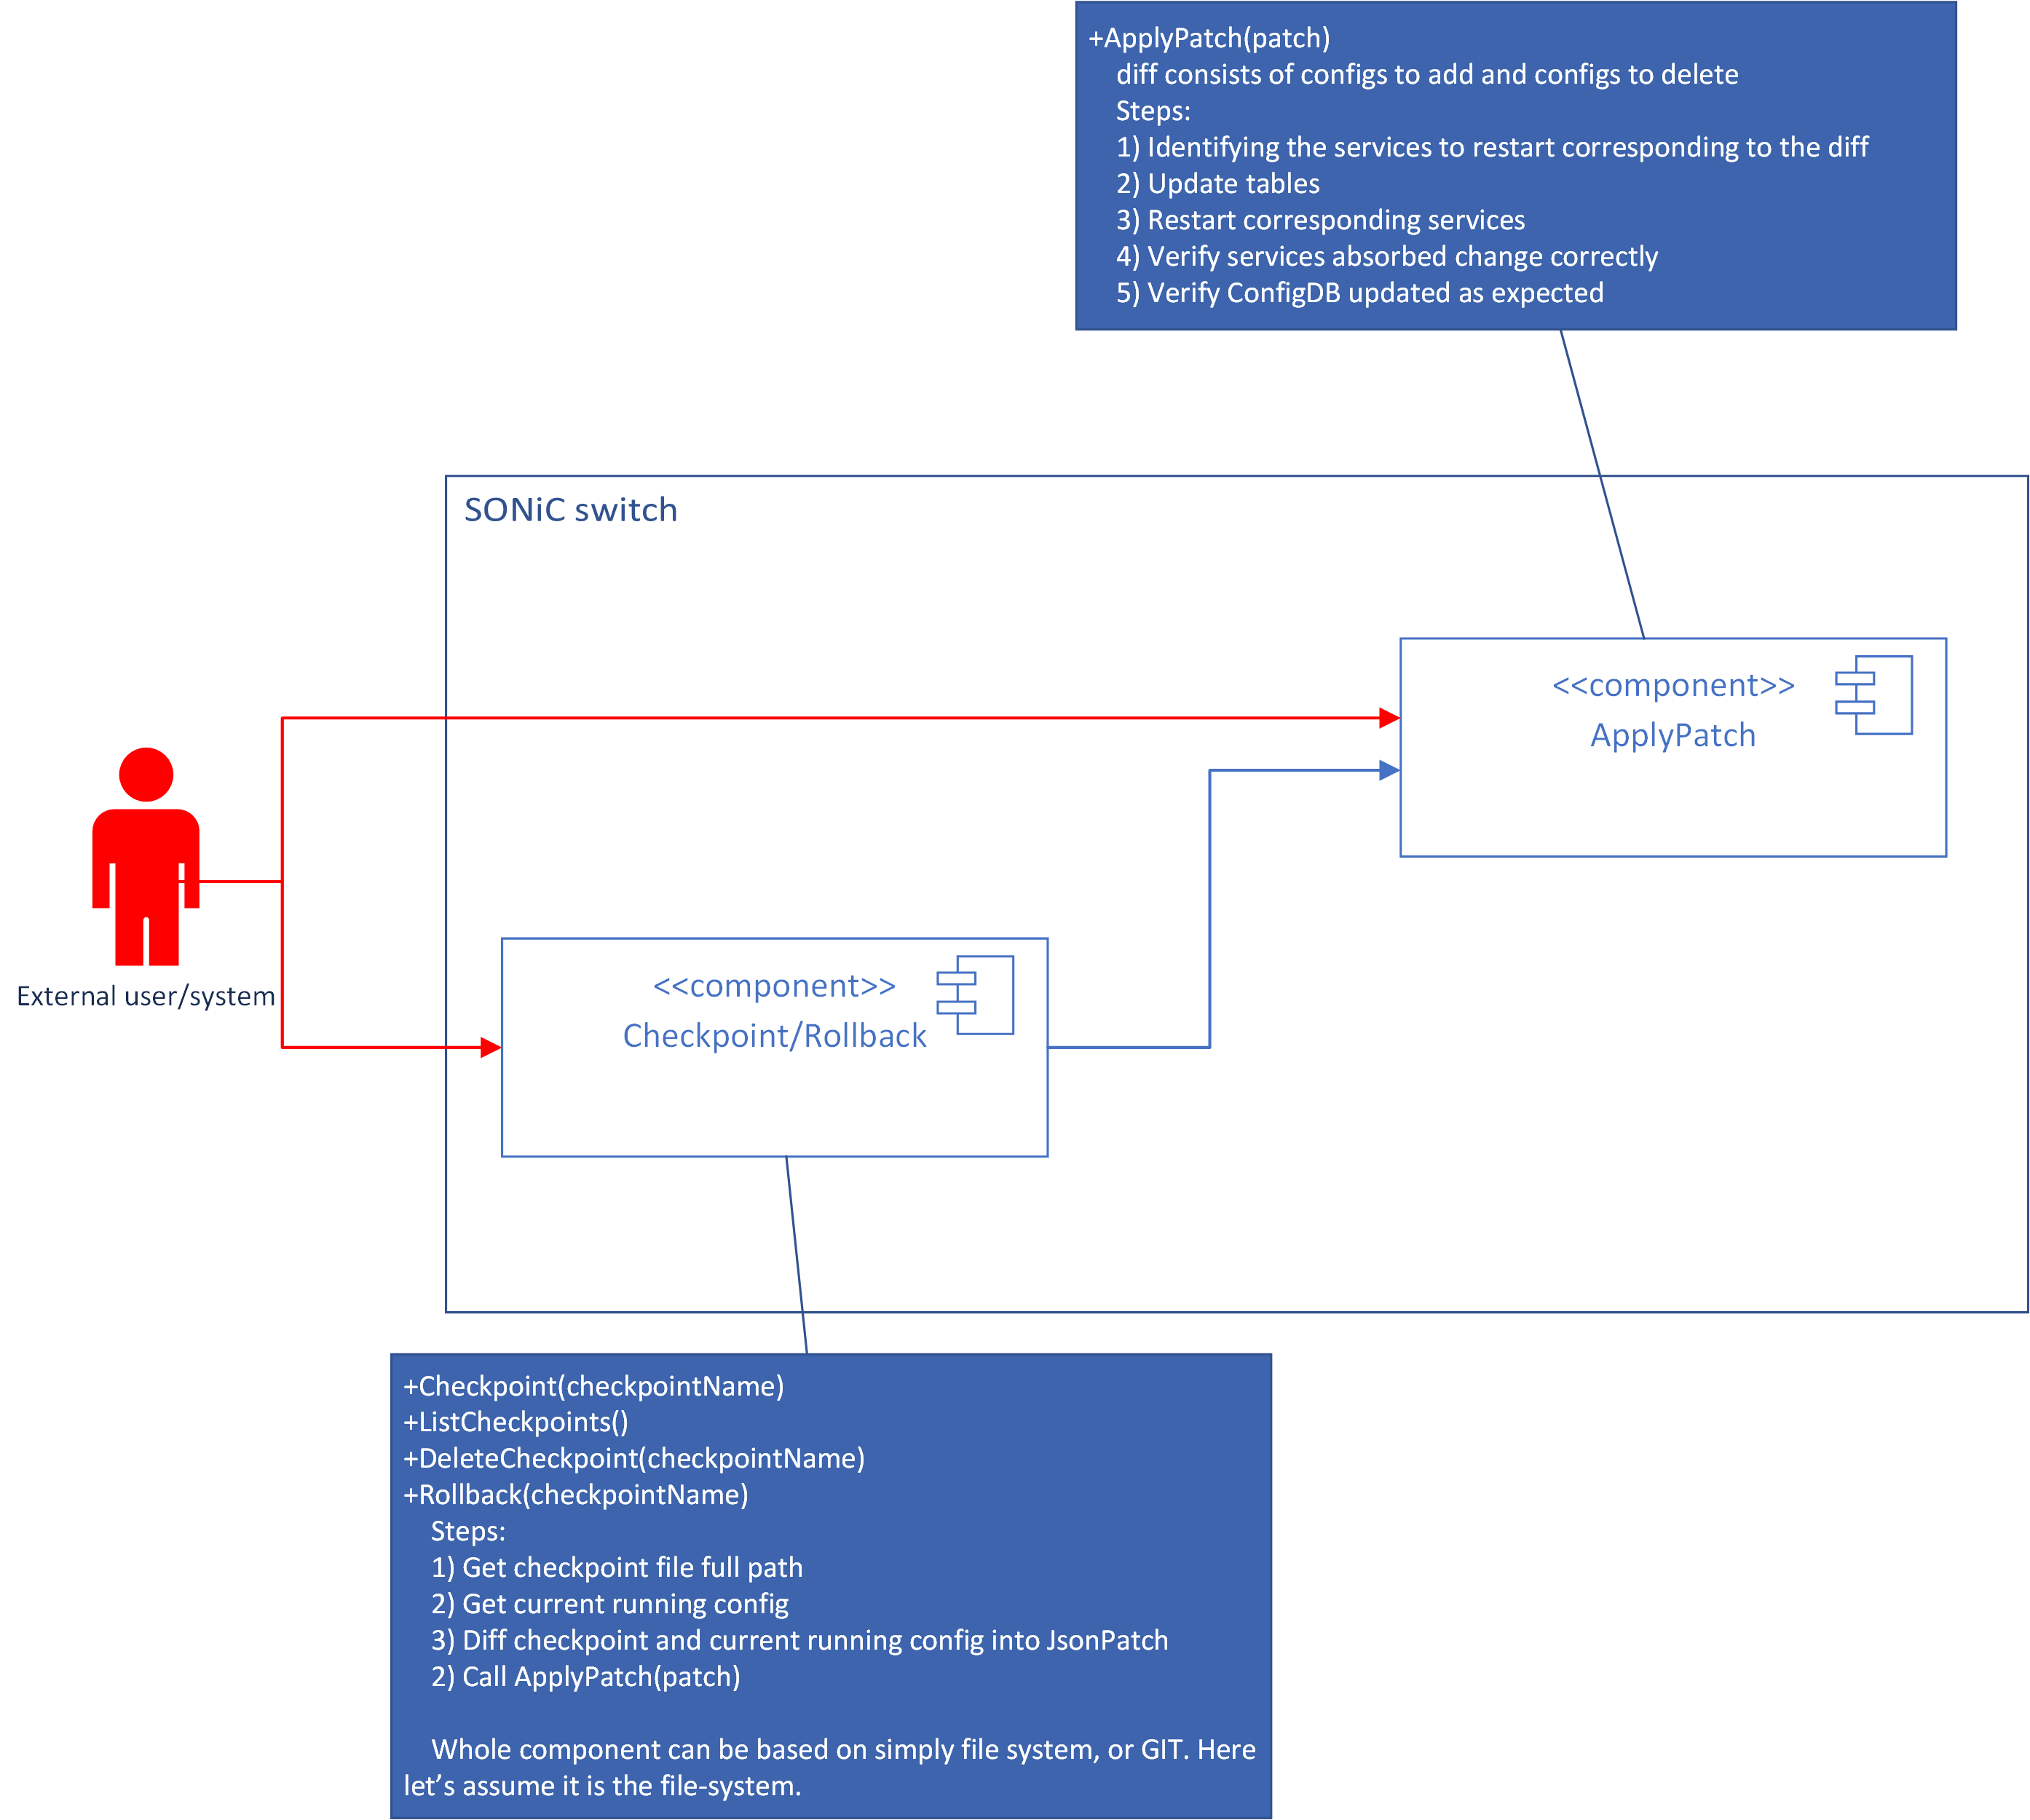 +ApplyPatch(patch)
diff consists of configs to add and configs to delete
Steps:
1) Identifying the services to restart corresponding to the diff
2) Update tables
3) Restart corresponding services
4) Verify services absorbed change correctly
5) Verify ConfigDB updated as expected
SONiC switch
<<component>>
ApplyPatch
External user/system
<<component>>
Checkpoint/Rollback
+Checkpoint(checkpointName)
+ListCheckpoints()
+DeleteCheckpoint(checkpointName)
+Rollback(checkpointName)
Steps:
1) Get checkpoint file full path
2) Get current running config
3) Diff checkpoint and current running config into JsonPatch
2) Call ApplyPatch(patch)
Whole component can be based on simply file system, or GIT. Here
let’s assume it is the file-system.